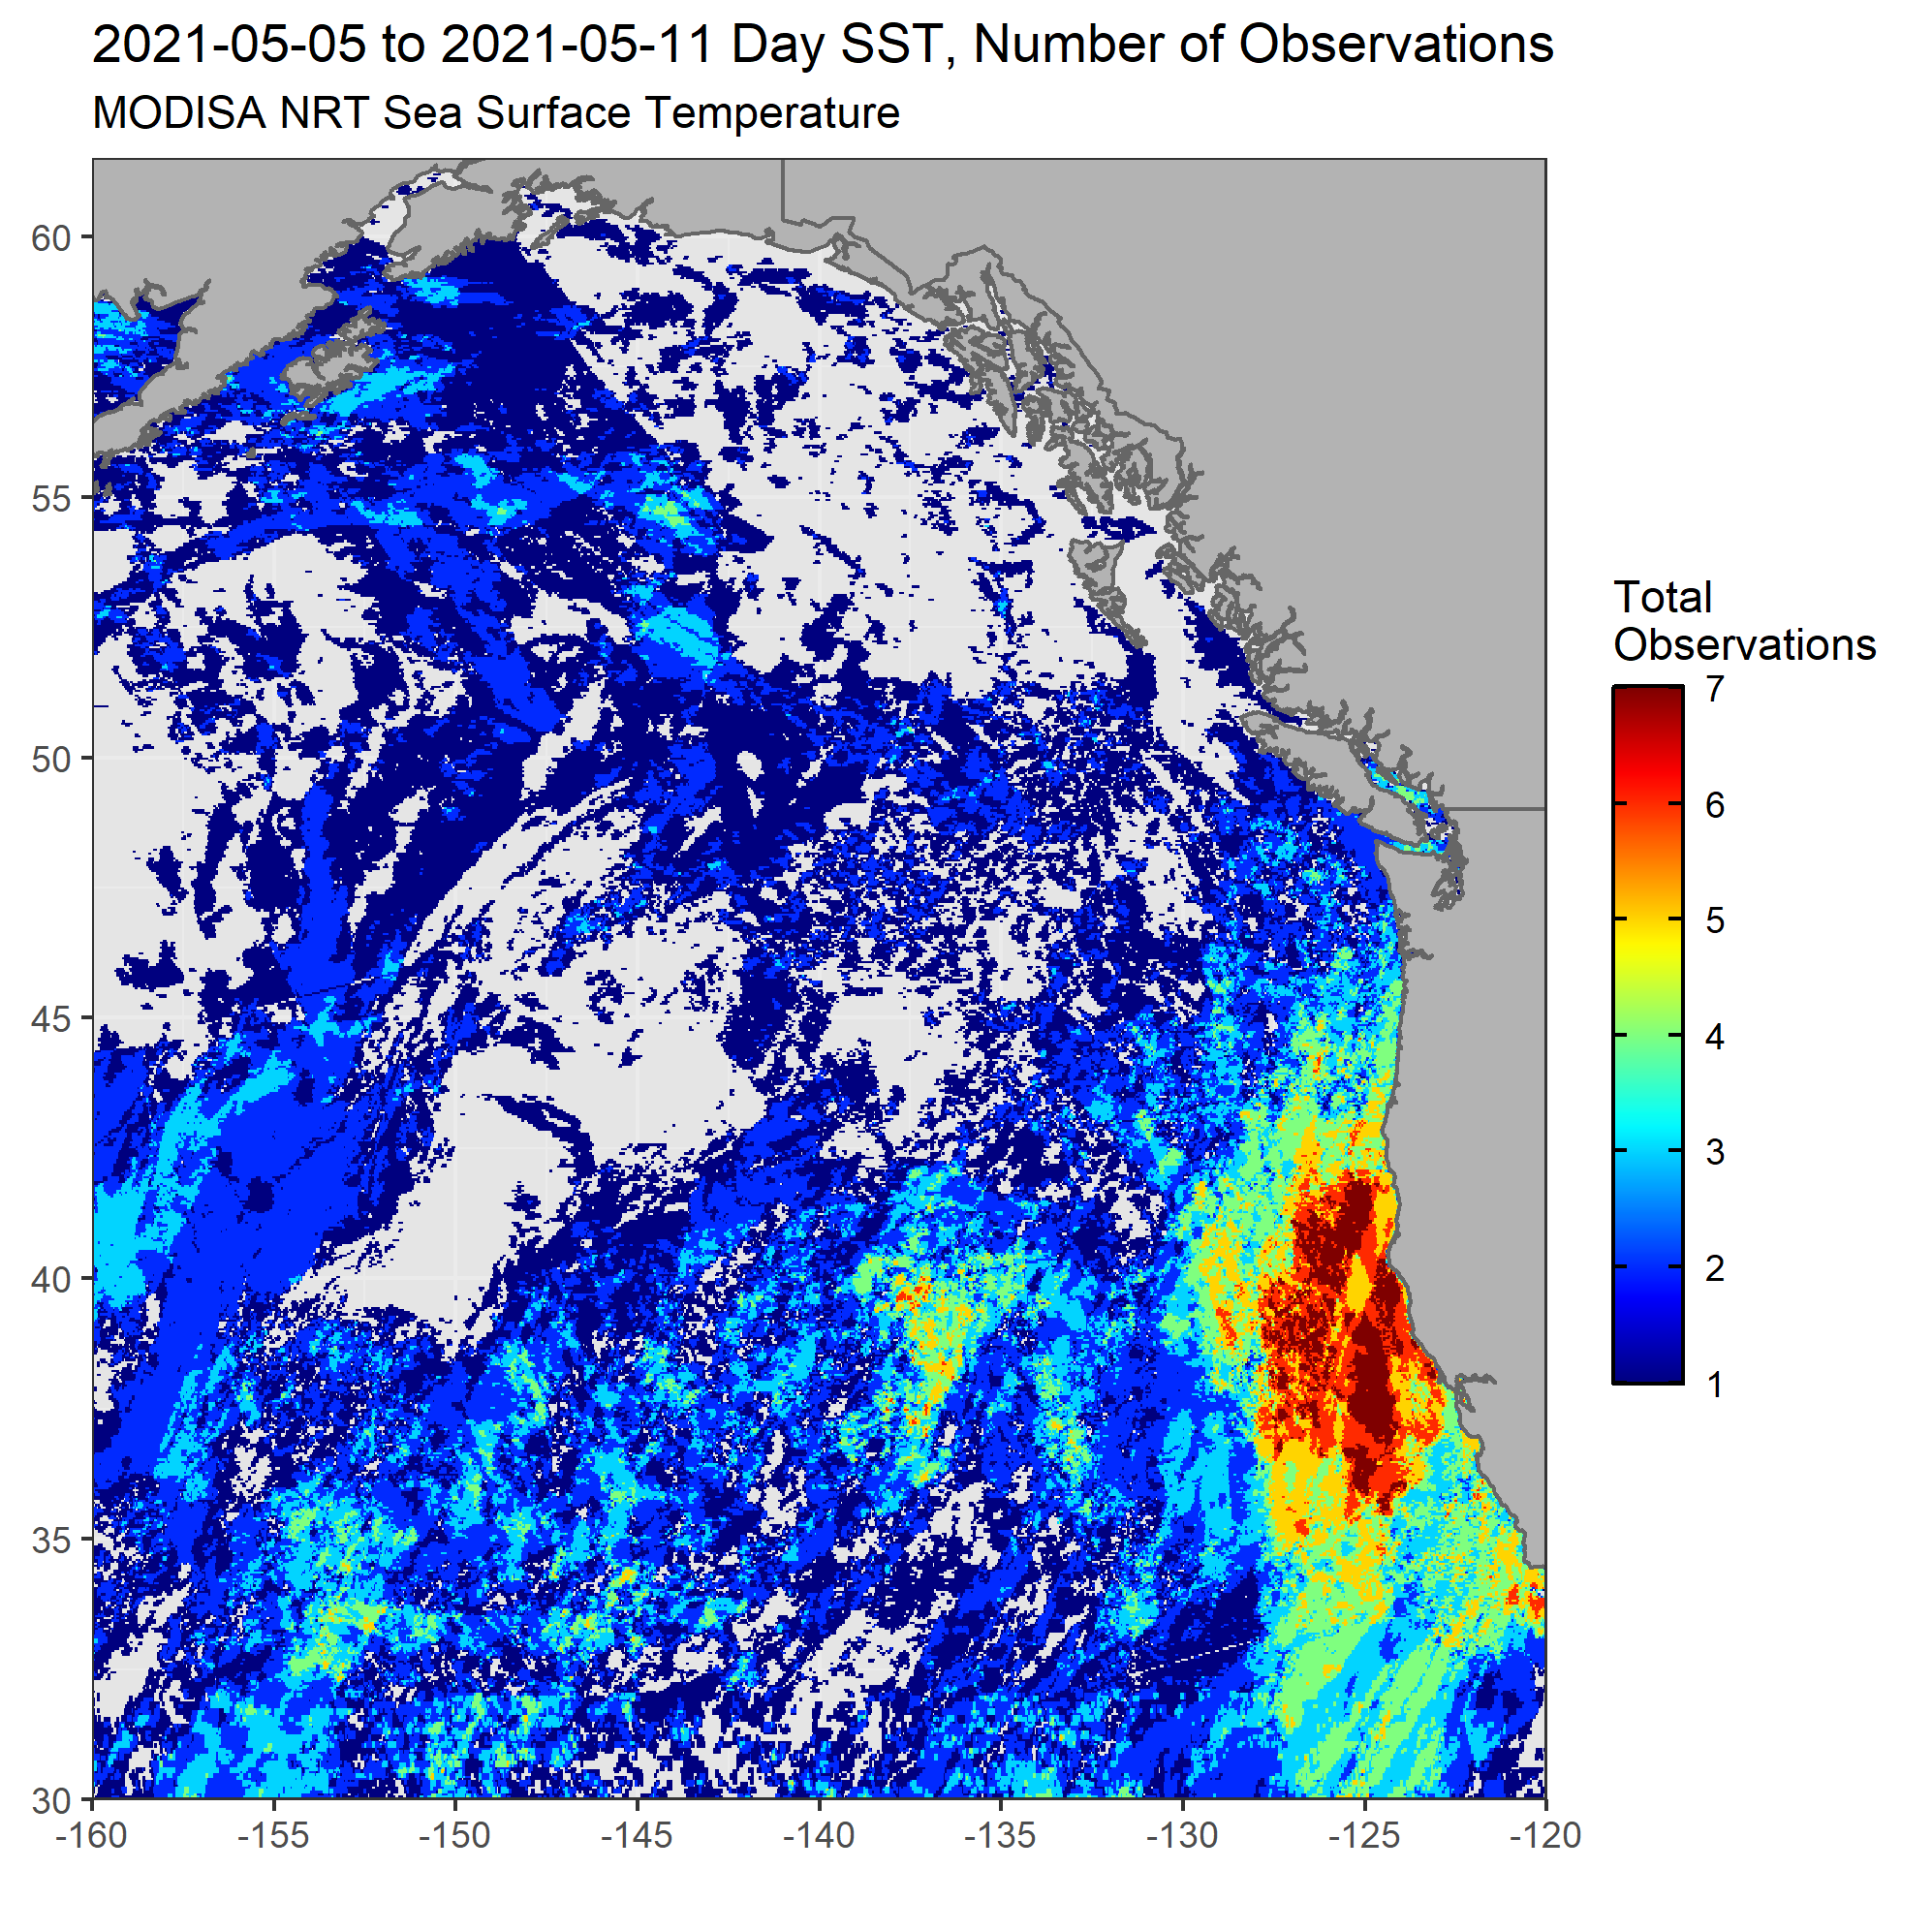 2021-05-05 to 2021-05-11 Day SST, Number of Observations
MODISA NRT Sea Surface Temperature
60
55
50
45
40
35
30
-160 -155 -150 -145 -140 -135 -130 -125 -120
Total
Observations
7
6
5
4
3
2
1